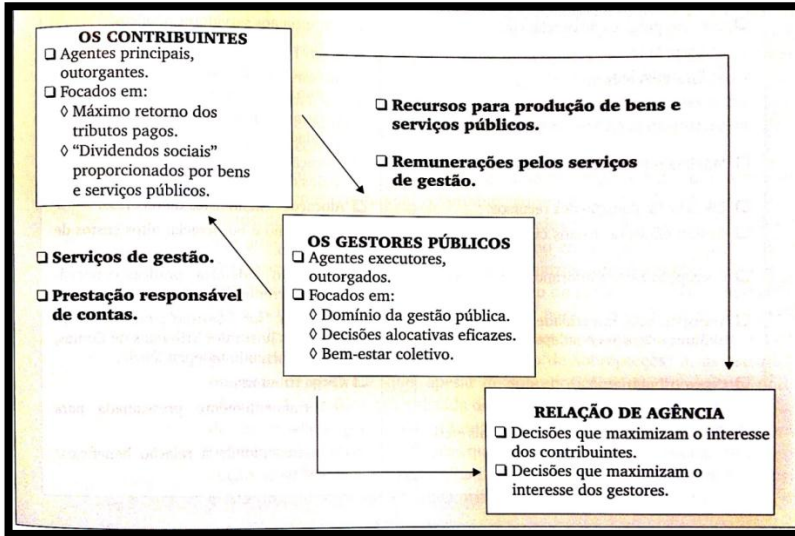 OS CONTRIBUINTES
❑ Agentes principais,
outorgantes.
❑ Focados em:
◊ Máximo retorno dos
tributos pagos.
◊ “Dividendos sociais”
proporcionados por bens
e serviços públicos.
❑ Recursos para produção de bens e
serviços públicos.
❑ Remunerações pelos serviços
de gestão.
❑ Serviços de gestão.
❑ Prestação responsável
de contas.
OS GESTORES PÚBLICOS
❑ Agentes executores,
outorgados.
❑ Focados em:
◊ Domínio da gestão pública.
◊ Decisões alocativas eficazes.
◊ Bem-estar coletivo.
RELAÇÃO DE AGÊNCIA
❑ Decisões que maximizam o interesse
dos contribuintes.
❑ Decisões que maximizam o
interesse dos gestores.